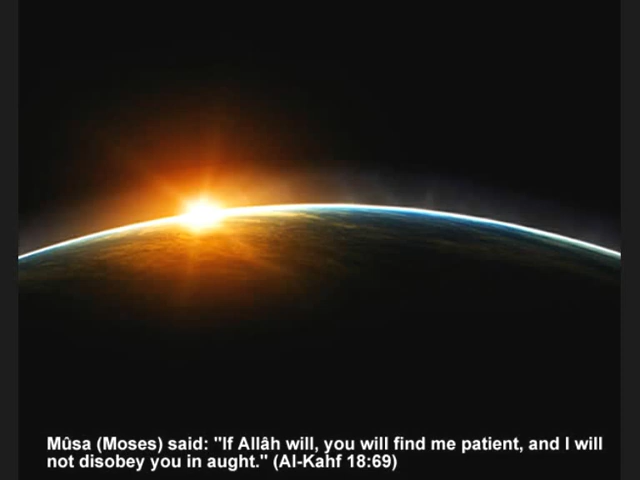 Mûsa (Moses) said: "If Allâh will, you will find me patient, and I will
not disobey you in aught." (Al-Kahf 18:69)